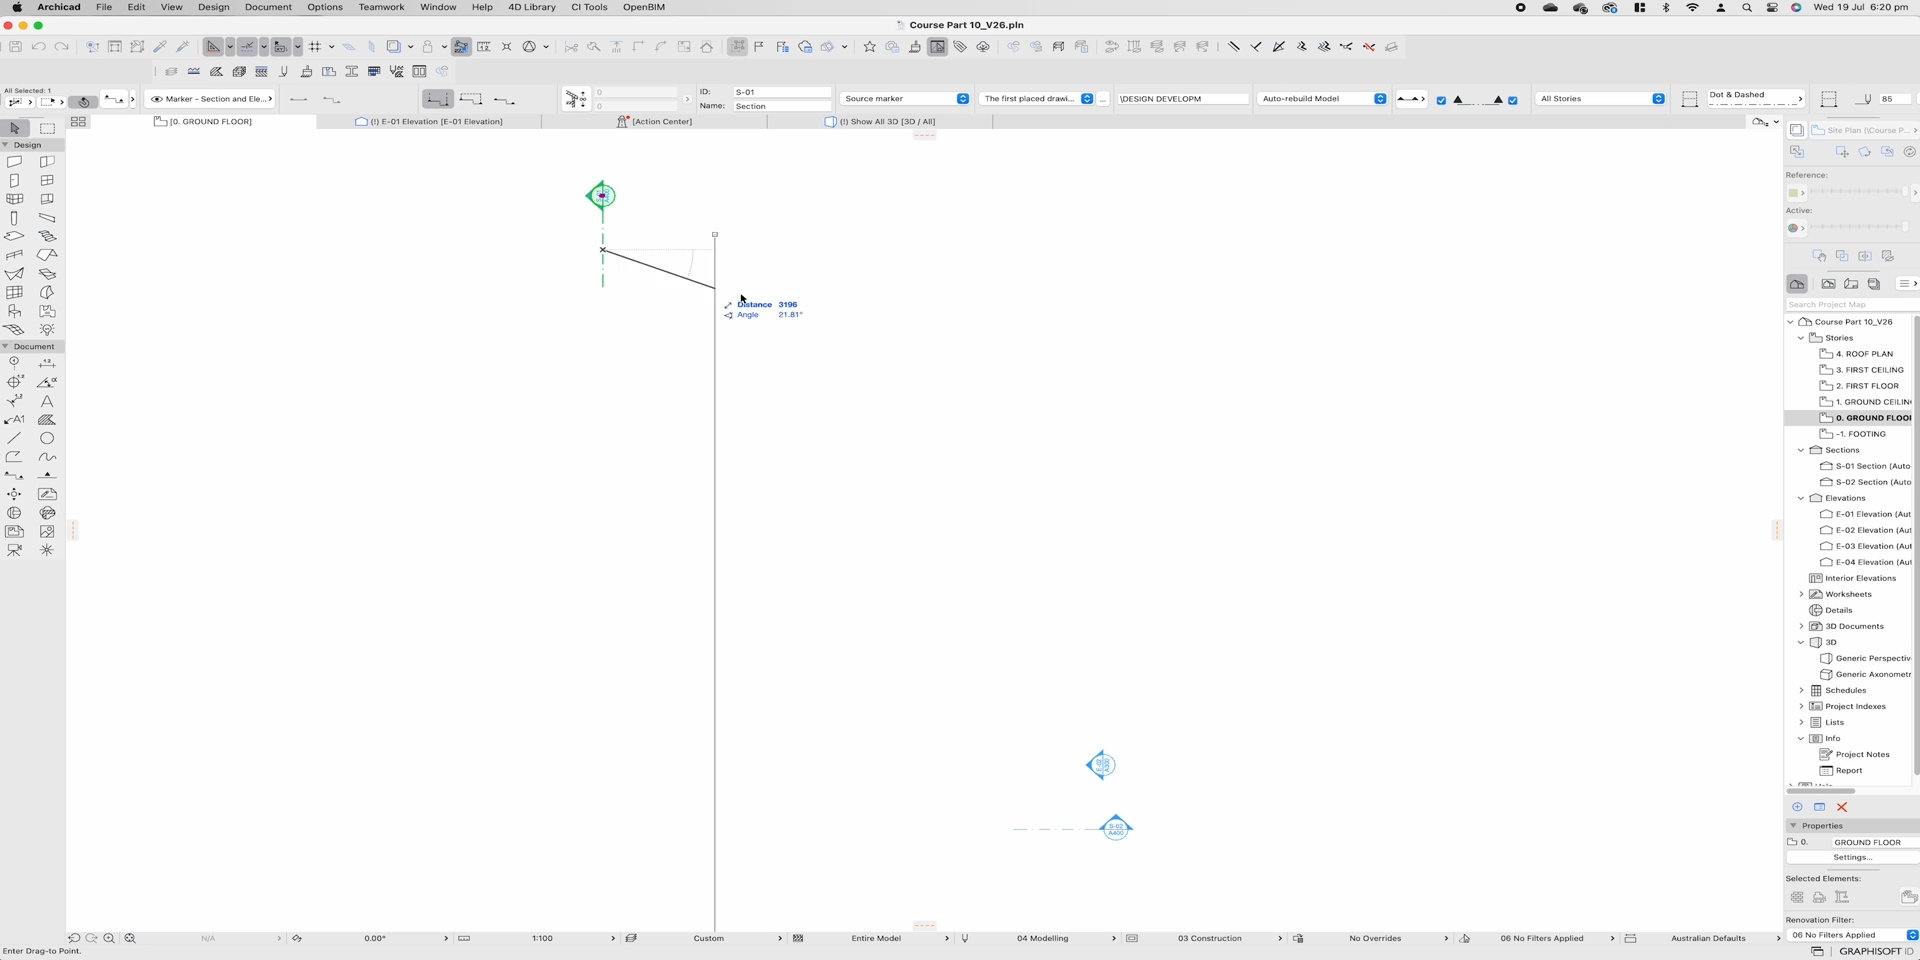 Archicad File Edit View Design Document Options Teamwork Window Help 4D Library CI Tools OpenBIM Wed 19 Jul 6:20 pm
Course Part 10_V26.pln
All Selected: 1
Marker - Section and Ele...
0
0
ID: S-01
Name: Section
Source marker
The first placed drawi...
...
\DESIGN DEVELOPM
Auto-rebuild Model
All Stories
Dot & Dashed
85
[0. GROUND FLOOR]
(!) E-01 Elevation [E-01 Elevation]
[Action Center]
(!) Show All 3D [3D / All]
Design
Document
A1
Distance 3196
Angle 21.81°
E-02
A300
S-02
A400
Site Plan (\Course P...
Reference:
Active:
Search Project Map
Course Part 10_V26
Stories
4. ROOF PLAN
3. FIRST CEILING
2. FIRST FLOOR
1. GROUND CEILIN
0. GROUND FLOO
-1. FOOTING
Sections
S-01 Section (Auto
S-02 Section (Auto
Elevations
E-01 Elevation (Aut
E-02 Elevation (Aut
E-03 Elevation (Aut
E-04 Elevation (Aut
Interior Elevations
Worksheets
Details
3D Documents
3D
Generic Perspectiv
Generic Axonometr
Schedules
Project Indexes
Lists
Info
Project Notes
Report
Properties
0. GROUND FLOOR
Settings...
Selected Elements:
Renovation Filter:
06 No Filters Applied
N/A
0.00°
1:100
Custom
Entire Model
04 Modelling
03 Construction
No Overrides
06 No Filters Applied
Australian Defaults
Enter Drag-to Point.
GRAPHISOFT ID